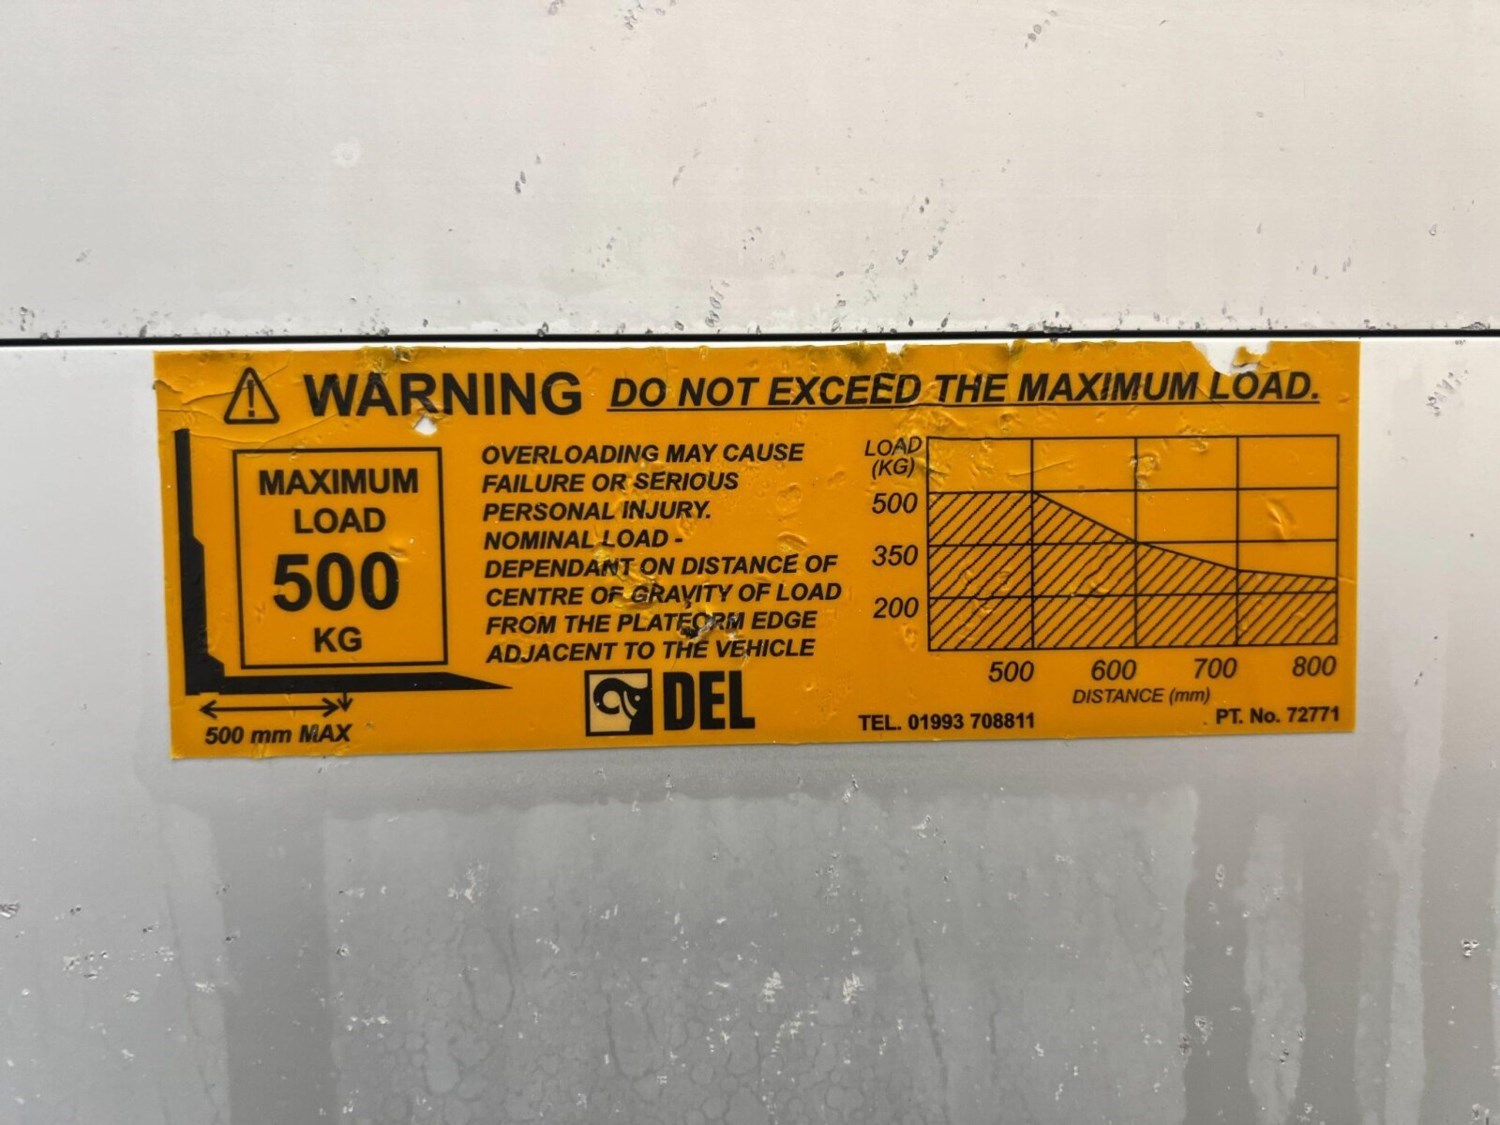 WARNING DO NOT EXCEED THE MAXIMUM LOAD.
MAXIMUM
LOAD
500
KG
500 mm MAX
OVERLOADING MAY CAUSE
FAILURE OR SERIOUS
PERSONAL INJURY.
NOMINAL LOAD -
DEPENDANT ON DISTANCE OF
CENTRE OF GRAVITY OF LOAD
FROM THE PLATFORM EDGE
ADJACENT TO THE VEHICLE
DEL
LOAD
(KG)
500
350
200
500 600 700 800
DISTANCE (mm)
TEL. 01993 708811
PT. No. 72771